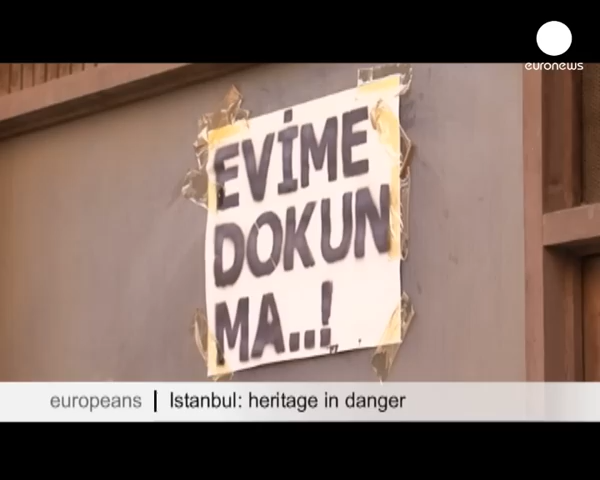 euronews
EVİME
DOKUN
MA..!
europeans | Istanbul: heritage in danger